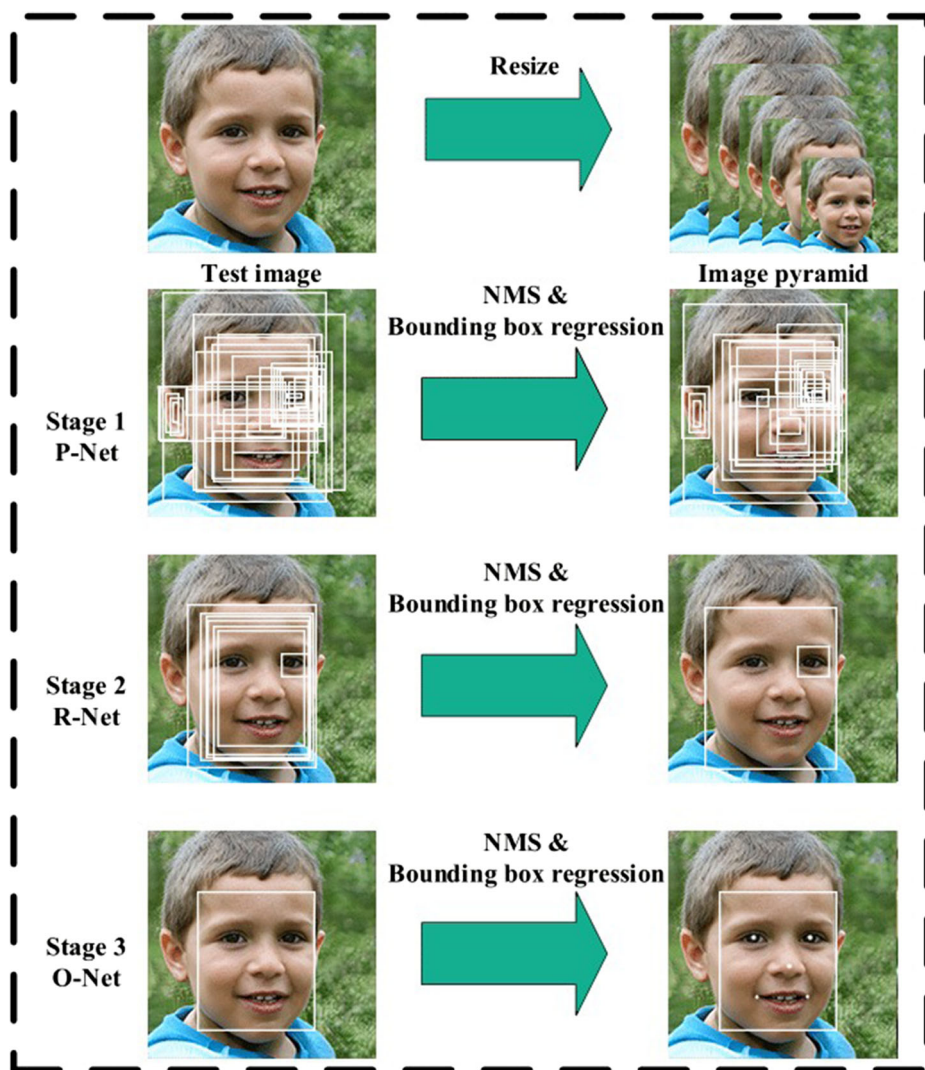 Resize
Test image
Image pyramid
NMS &
Bounding box regression
Stage 1
P-Net
NMS &
Bounding box regression
Stage 2
R-Net
NMS &
Bounding box regression
Stage 3
O-Net